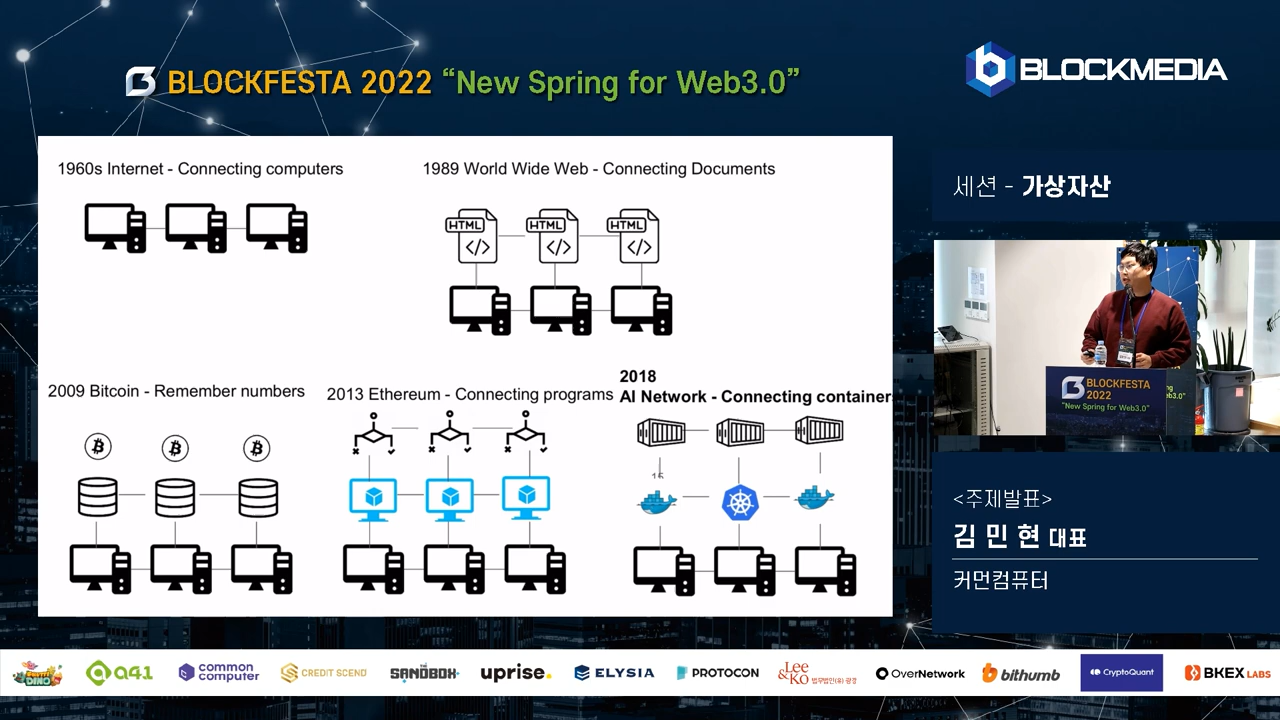 BLOCKFESTA 2022 “New Spring for Web3.0”
BLOCKMEDIA
1960s Internet - Connecting computers
1989 World Wide Web - Connecting Documents
HTML HTML HTML
</> </> </>
2009 Bitcoin - Remember numbers
2013 Ethereum - Connecting programs
2018
AI Network - Connecting container
15
세션 - 가상자산
BLOCKFESTA
2022
“New Spring for Web3.0”
<주제발표>
김 민 현 대표
커먼컴퓨터
DINO
a41
common
computer
CREDIT SCEND
THE
SANDBOX
uprise.
ELYSIA
PROTOCON
Lee
&Ko 법무법인(유) 광장
OverNetwork
bithumb
CryptoQuant
BKEX LABS